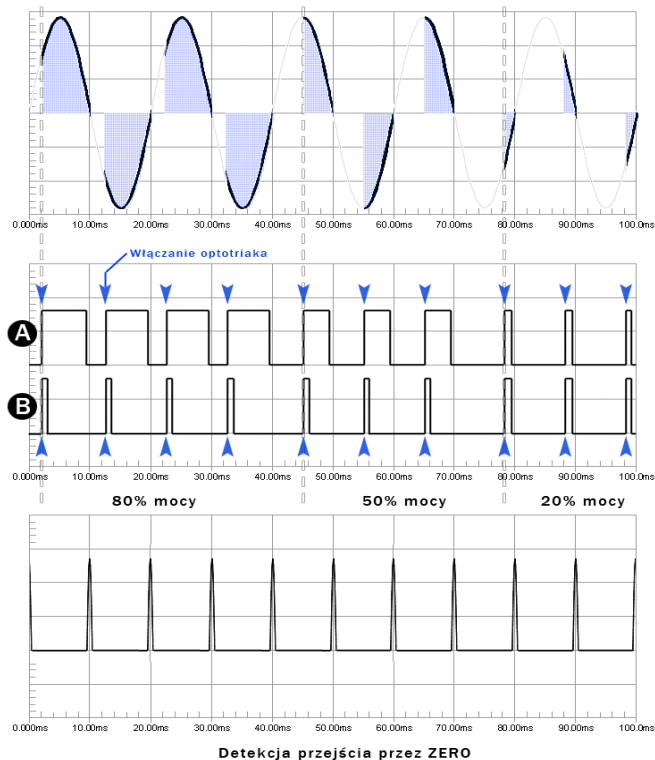 0.000ms 10.00ms 20.00ms 30.00ms 40.00ms 50.00ms 60.00ms 70.00ms 80.00ms 90.00ms 100.0ms
Włączanie optotriaka
A
B
0.000ms 10.00ms 20.00ms 30.00ms 40.00ms 50.00ms 60.00ms 70.00ms 80.00ms 90.00ms 100.0ms
80% mocy 50% mocy 20% mocy
0.000ms 10.00ms 20.00ms 30.00ms 40.00ms 50.00ms 60.00ms 70.00ms 80.00ms 90.00ms 100.0ms
Detekcja przejścia przez ZERO